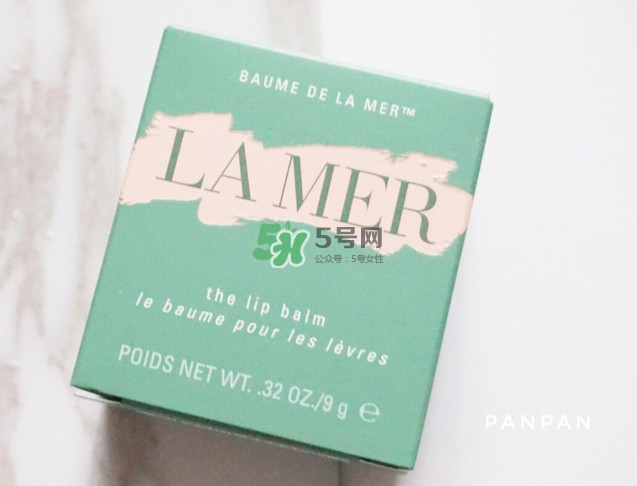 BAUME DE LA MER™
LA MER
5号网
公众号：5号女性
the lip balm
le baume pour les lèvres
POIDS NET WT. .32 OZ./9 g ℮
PANPAN